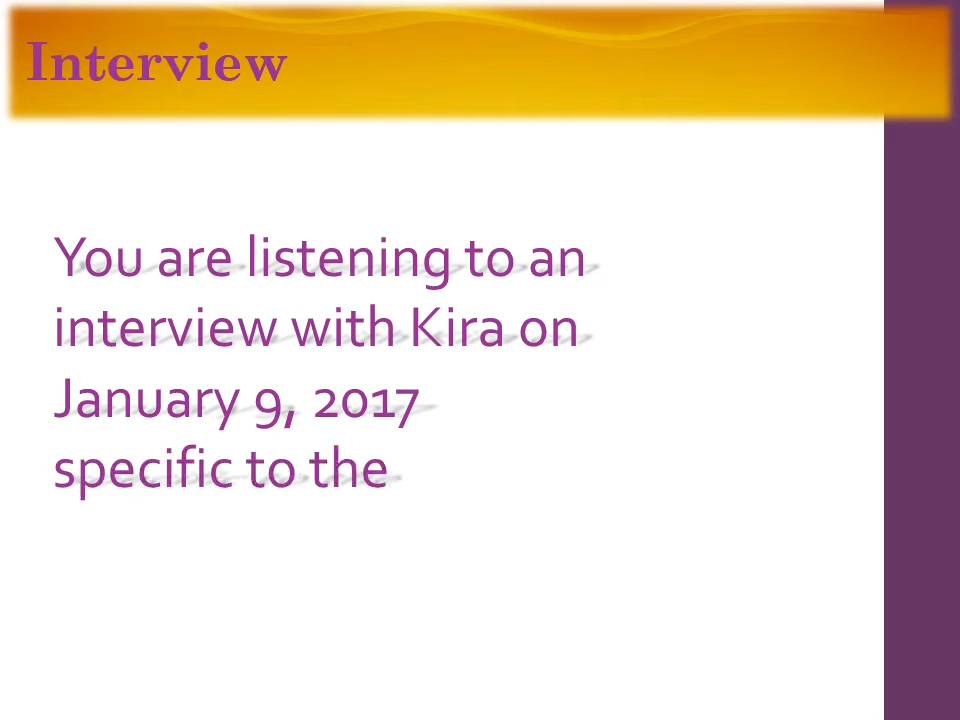 Interview
You are listening to an
interview with Kira on
January 9, 2017
specific to the